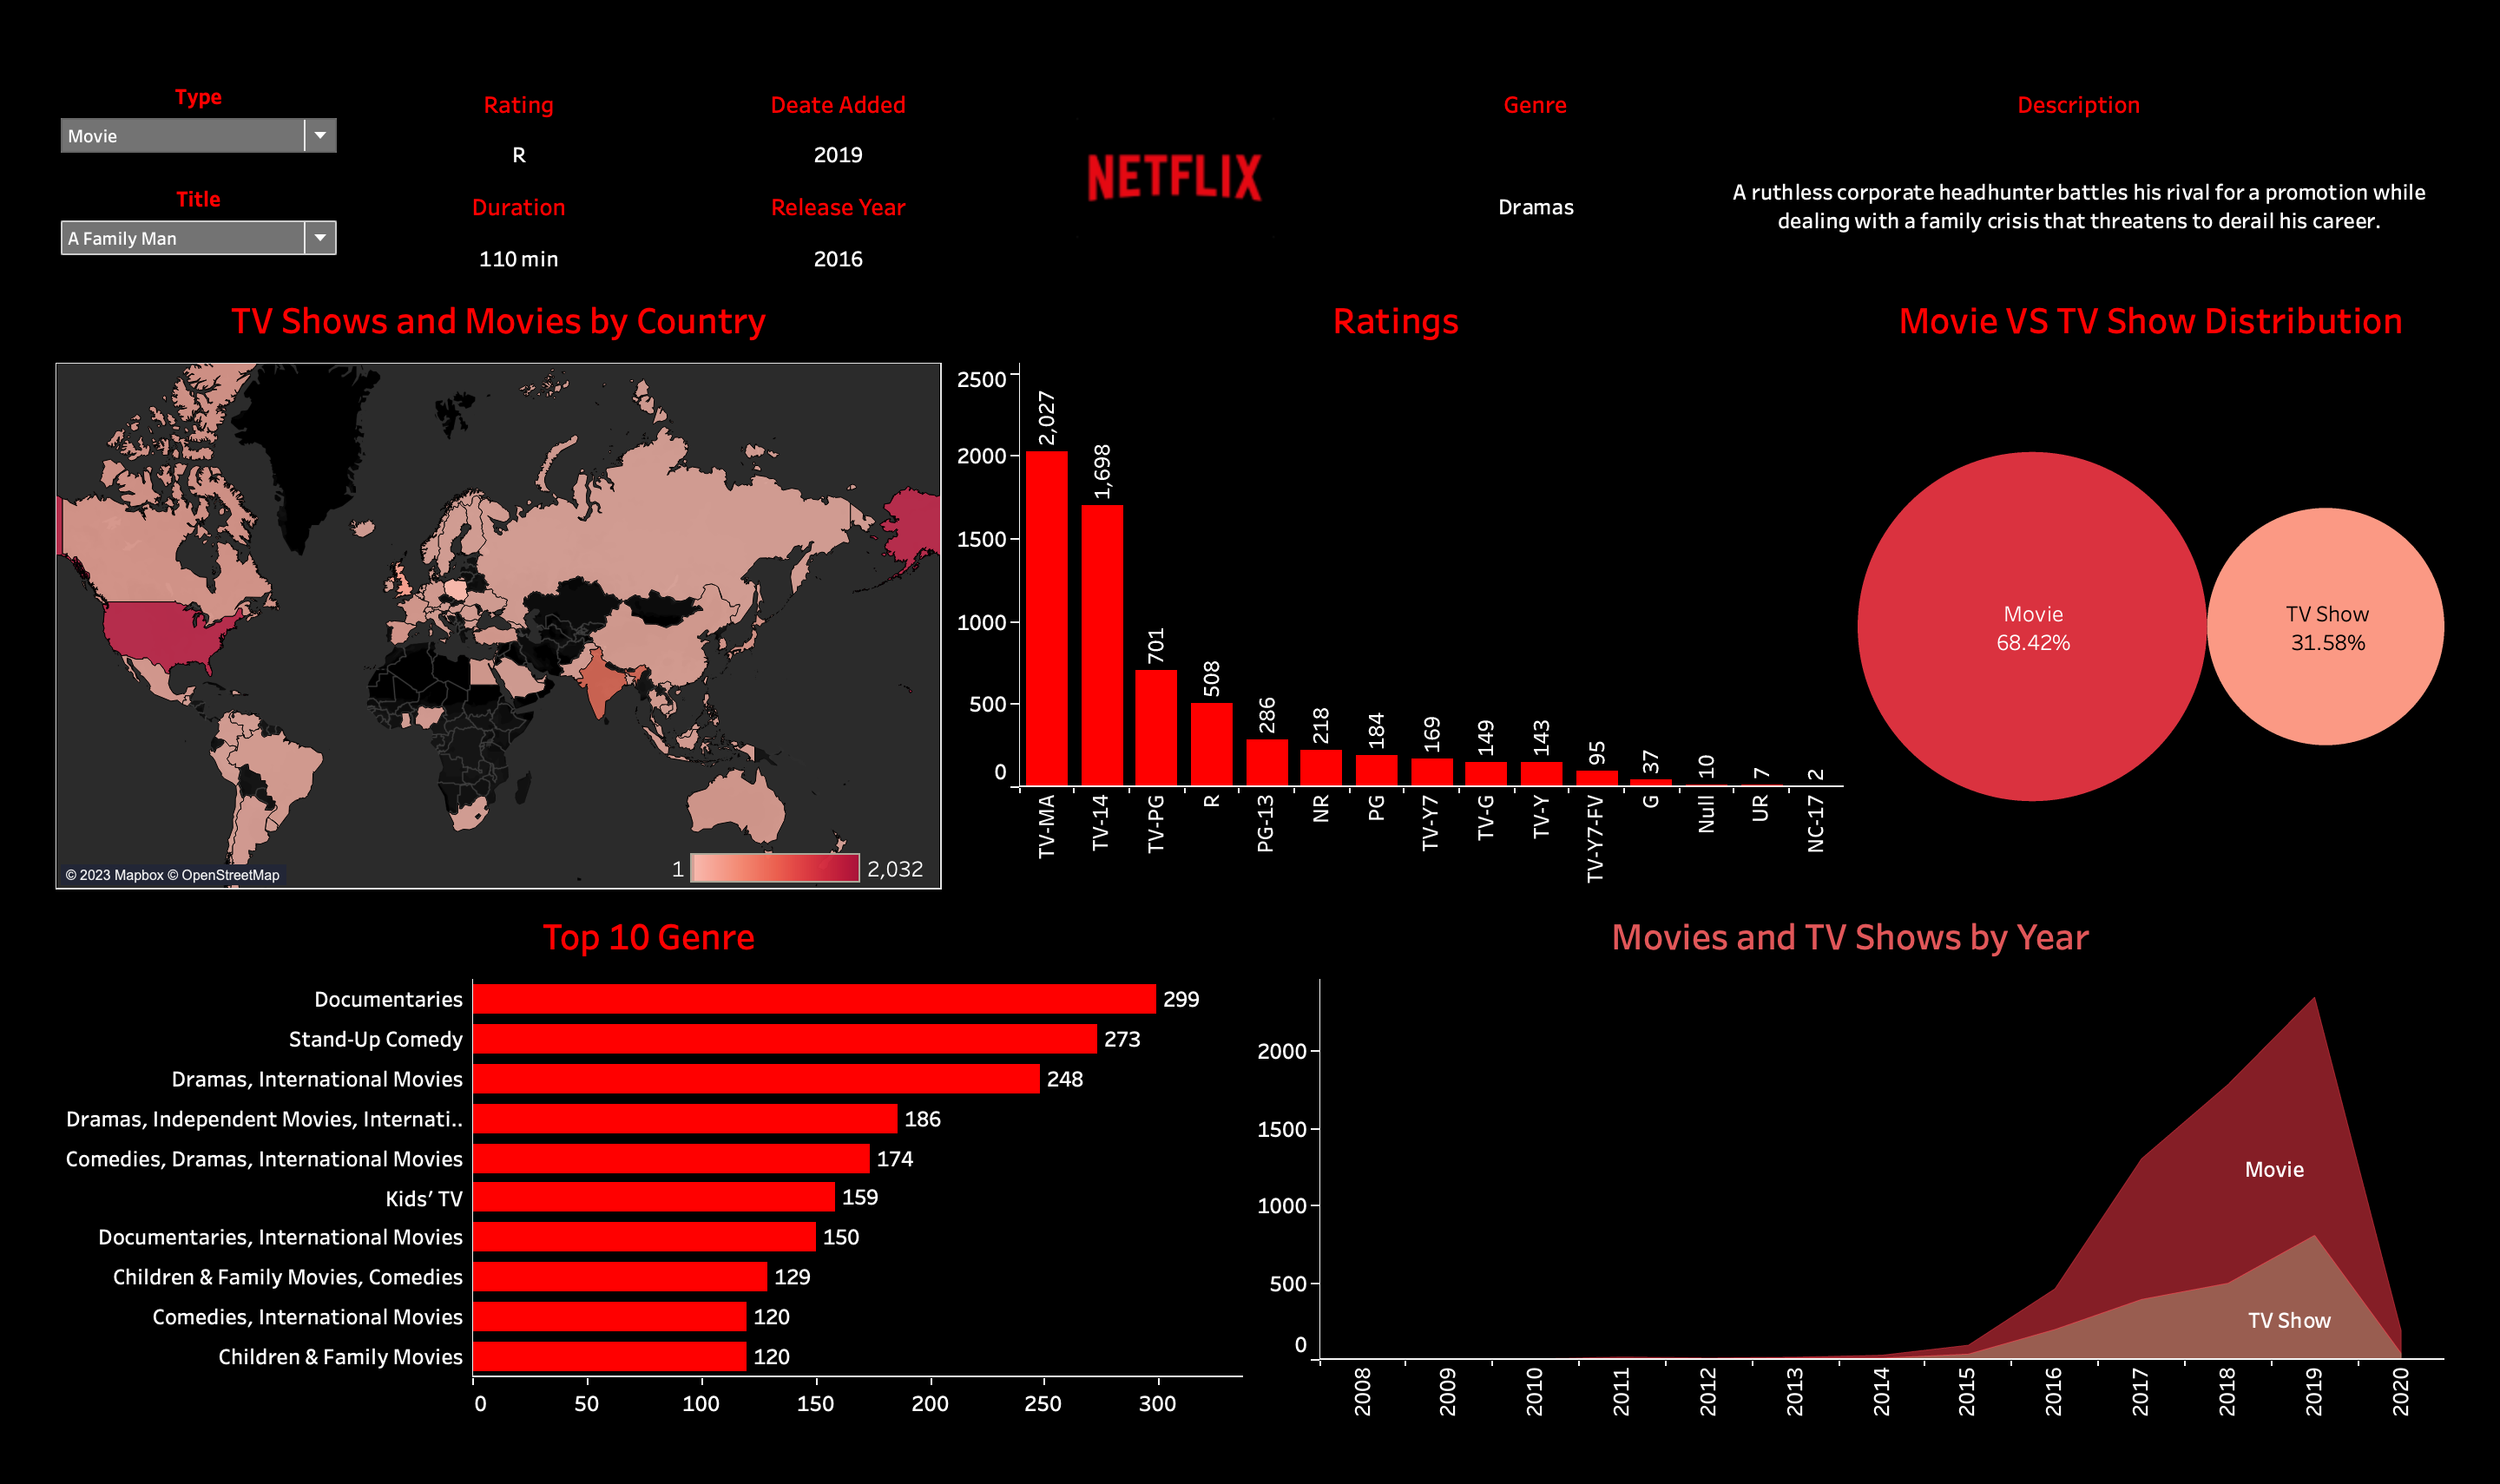 Type
Movie
Title
A Family Man
Rating
R
Duration
110 min
Deate Added
2019
Release Year
2016
NETFLIX
Genre
Dramas
Description
A ruthless corporate headhunter battles his rival for a promotion while
dealing with a family crisis that threatens to derail his career.
TV Shows and Movies by Country
© 2023 Mapbox © OpenStreetMap
1
2,032
Ratings
2500
2000
1500
1000
500
0
2,027
1,698
701
508
286
218
184
169
149
143
95
37
10
7
2
TV-MA
TV-14
TV-PG
R
PG-13
NR
PG
TV-Y7
TV-G
TV-Y
TV-Y7-FV
G
Null
UR
NC-17
Movie VS TV Show Distribution
Movie
68.42%
TV Show
31.58%
Top 10 Genre
Documentaries 299
Stand-Up Comedy 273
Dramas, International Movies 248
Dramas, Independent Movies, Internati.. 186
Comedies, Dramas, International Movies 174
Kids’ TV 159
Documentaries, International Movies 150
Children & Family Movies, Comedies 129
Comedies, International Movies 120
Children & Family Movies 120
0 50 100 150 200 250 300
Movies and TV Shows by Year
2000
1500
1000
500
0
Movie
TV Show
2008
2009
2010
2011
2012
2013
2014
2015
2016
2017
2018
2019
2020